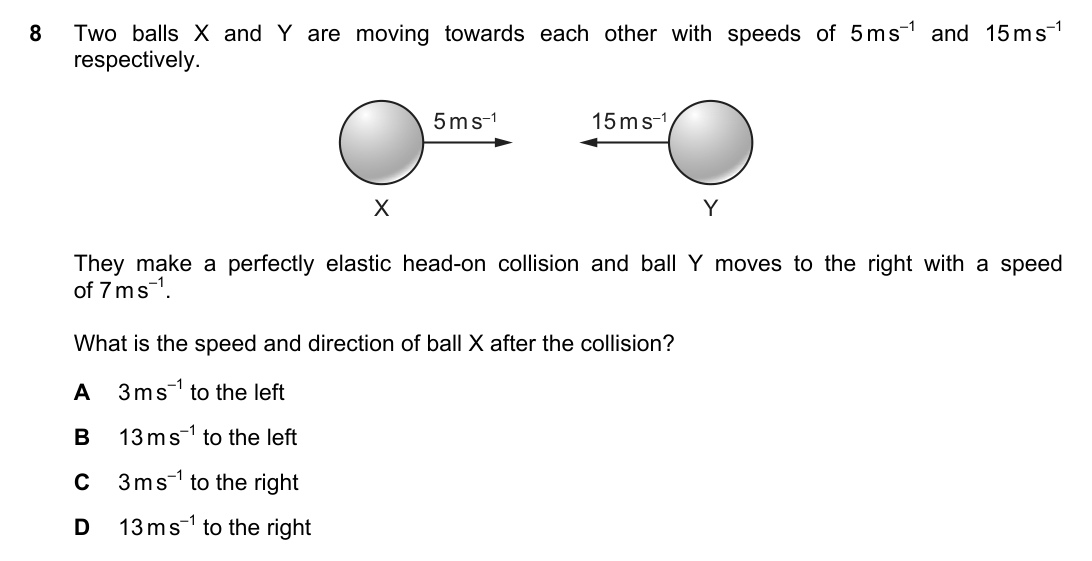 8 Two balls X and Y are moving towards each other with speeds of 5 m s⁻¹ and 15 m s⁻¹
respectively.
5 m s⁻¹ 15 m s⁻¹
X Y
They make a perfectly elastic head-on collision and ball Y moves to the right with a speed
of 7 m s⁻¹.
What is the speed and direction of ball X after the collision?
A 3 m s⁻¹ to the left
B 13 m s⁻¹ to the left
C 3 m s⁻¹ to the right
D 13 m s⁻¹ to the right